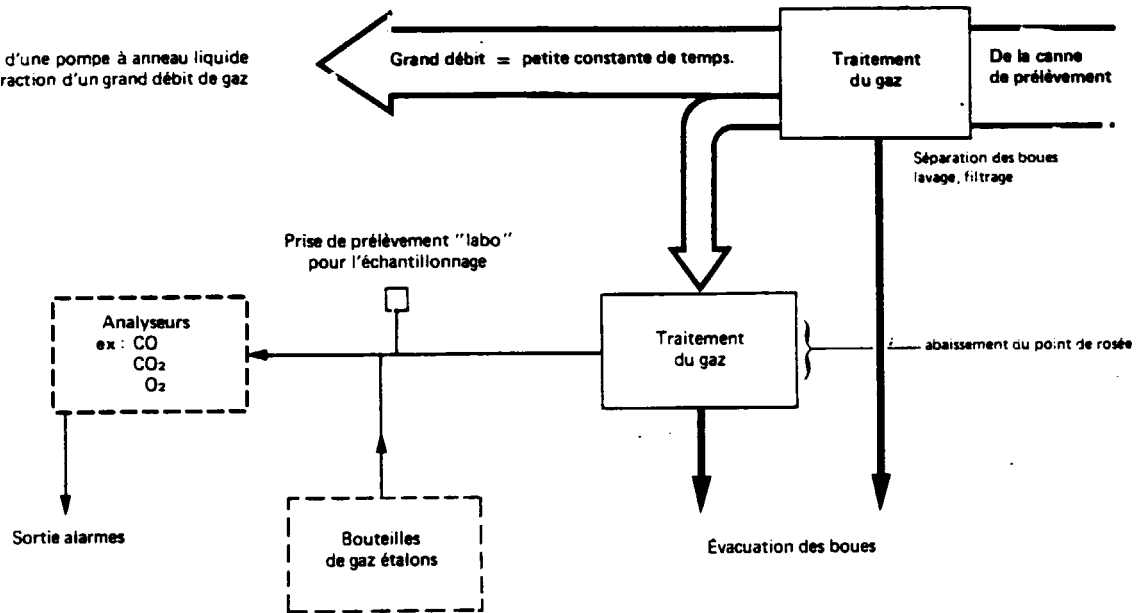 d'une pompe à anneau liquide
raction d'un grand débit de gaz
Grand débit = petite constante de temps.
Traitement
du gaz
De la canne
de prélèvement
Séparation des boues
lavage, filtrage
Prise de prélèvement "labo"
pour l'échantillonnage
Analyseurs
ex : CO
CO₂
O₂
Traitement
du gaz
abaissement du point de rosée
Sortie alarmes
Bouteilles
de gaz étalons
Évacuation des boues